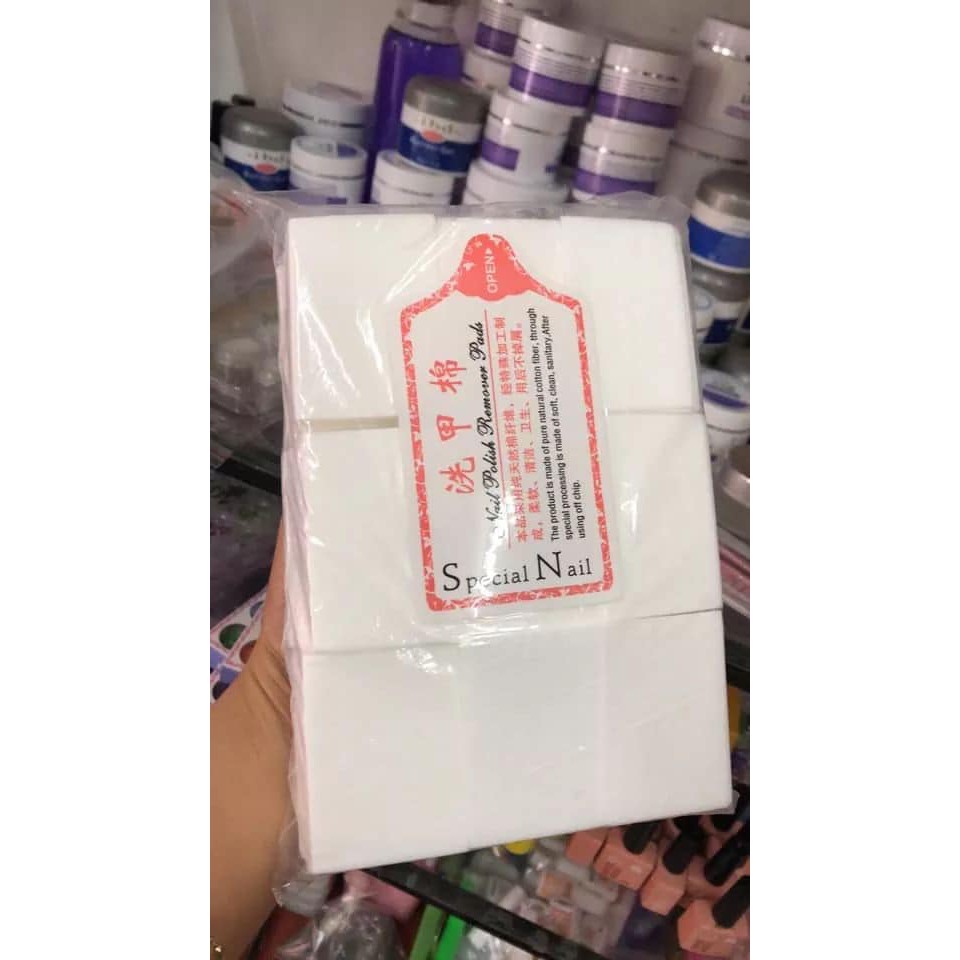 OPEN
洗甲棉
Nail Polish Remover Pads
本品采用纯天然棉纤维，经特殊加工制
成，柔软、清洁、卫生、用后不掉屑。
The product is made of pure natural cotton fiber, through
special processing is made of soft, clean, sanitary.After
using off chip.
Special Nail
ibd
ibd